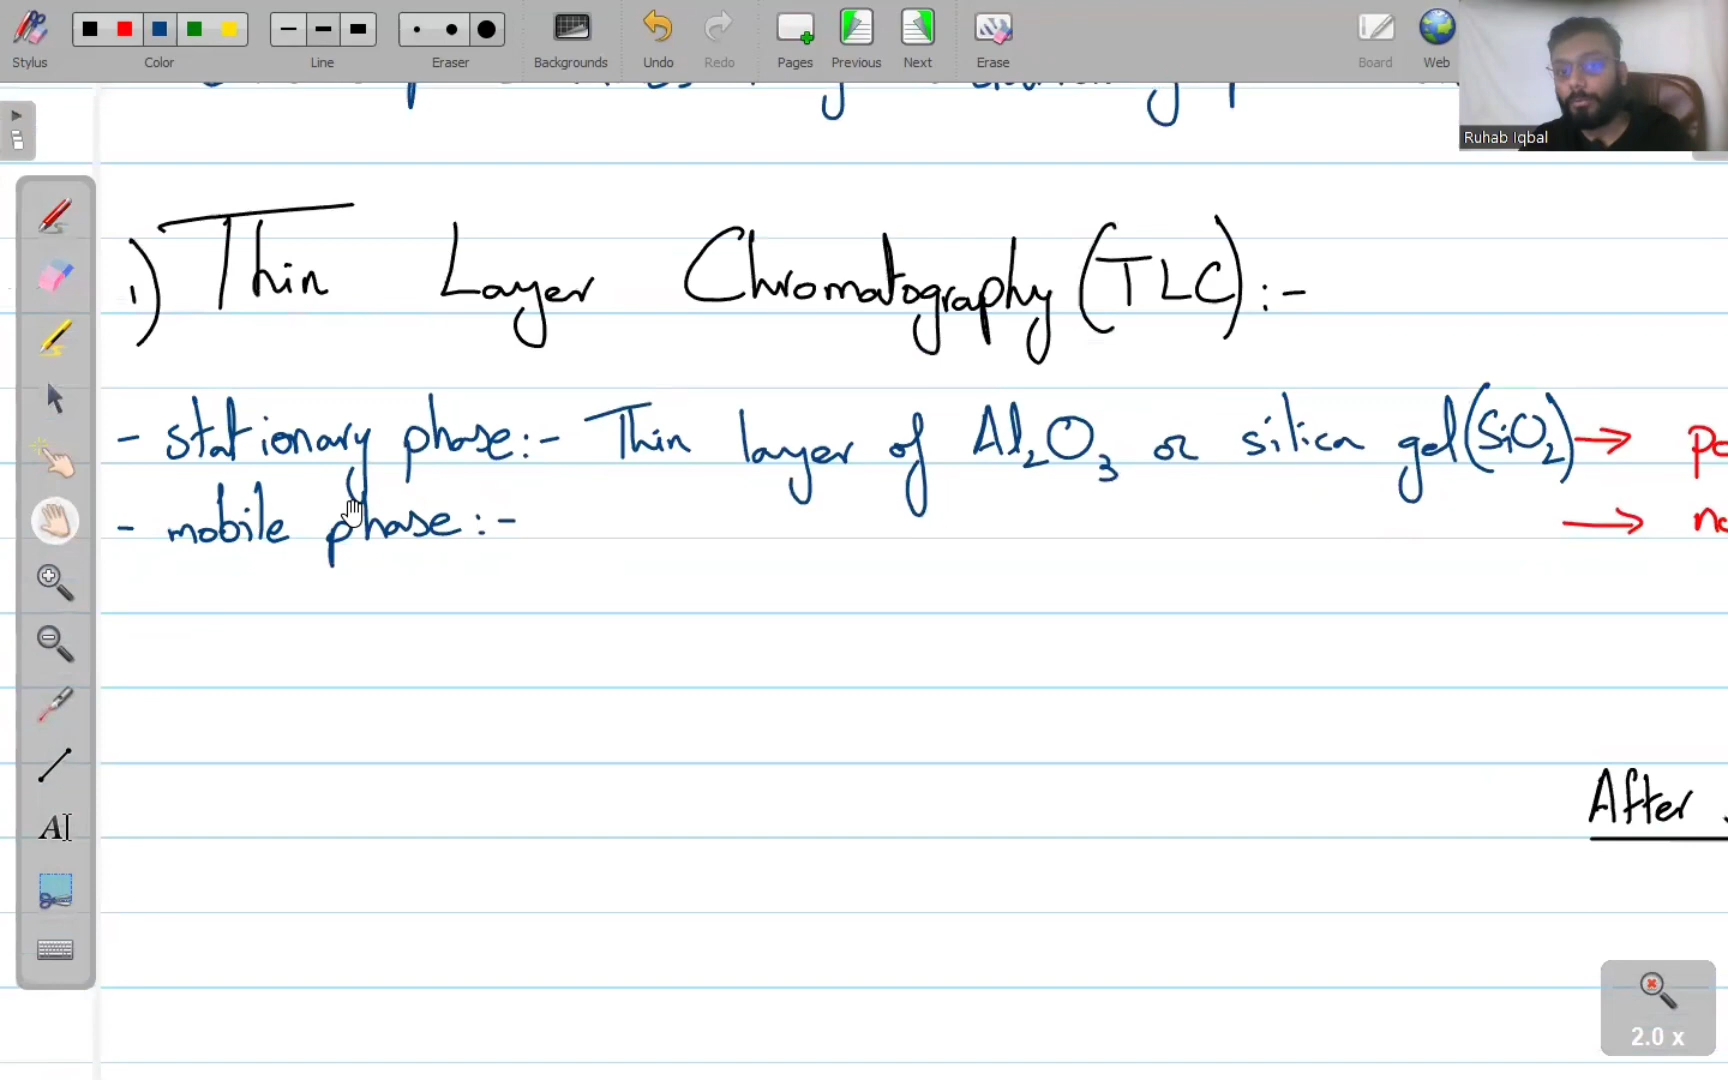 Stylus
Color
Line
Eraser
Backgrounds
Undo
Redo
Pages
Previous
Next
Erase
Board
Web
Ruhab Iqbal
1) Thin Layer Chromatography (TLC):-
- stationary phase:- Thin layer of Al₂O₃ or silica gel (SiO₂) →
- mobile phase:- →
After
2.0 x